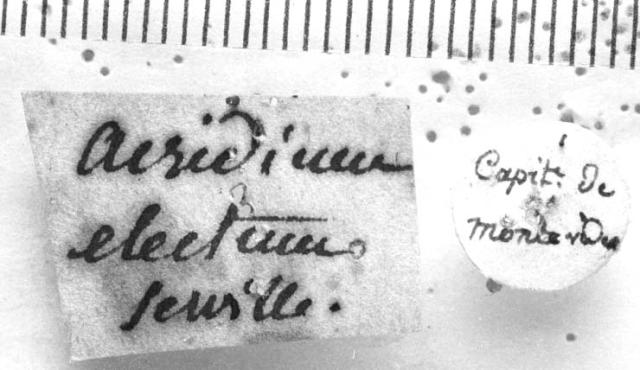 Acridium
electum.
serville.
Capit. de
montevideo